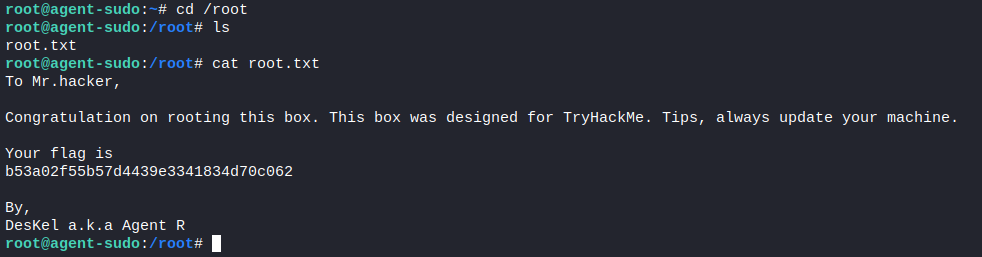 root@agent-sudo:~# cd /root
root@agent-sudo:/root# ls
root.txt
root@agent-sudo:/root# cat root.txt
To Mr.hacker,
Congratulation on rooting this box. This box was designed for TryHackMe. Tips, always update your machine.
Your flag is
b53a02f55b57d4439e3341834d70c062
By,
DesKel a.k.a Agent R
root@agent-sudo:/root#